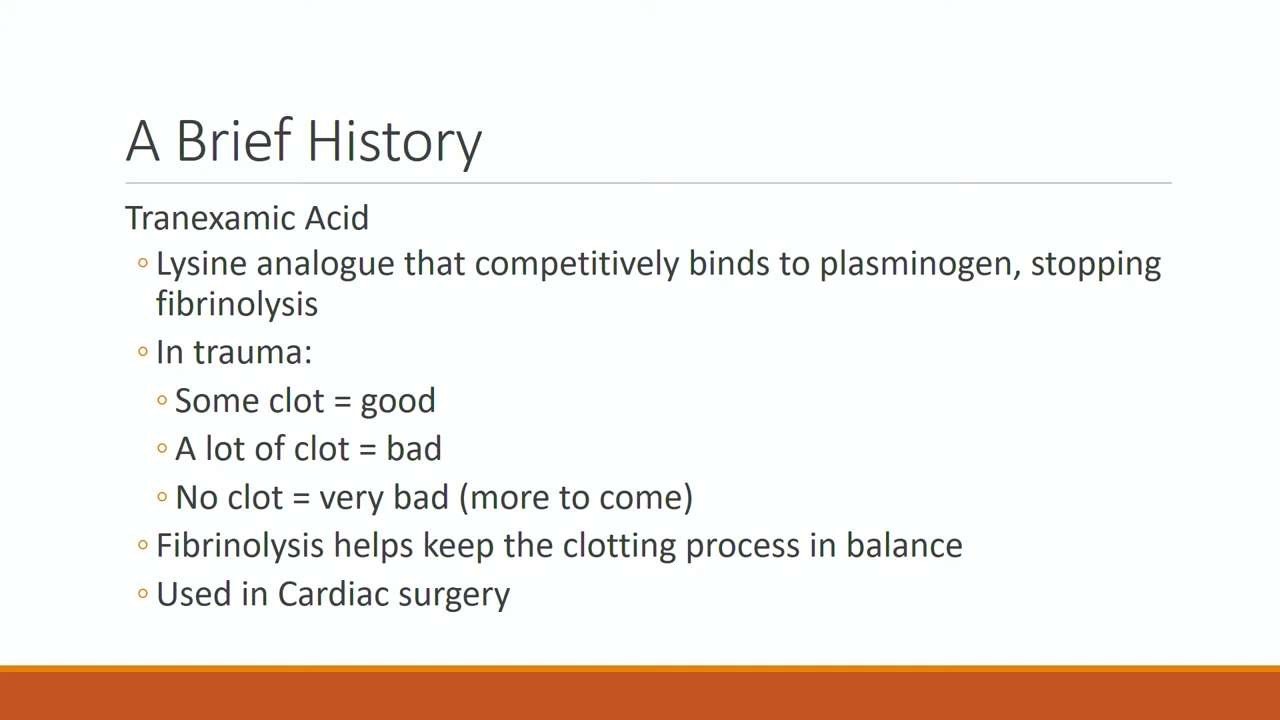 A Brief History
Tranexamic Acid
◦ Lysine analogue that competitively binds to plasminogen, stopping
fibrinolysis
◦ In trauma:
◦ Some clot = good
◦ A lot of clot = bad
◦ No clot = very bad (more to come)
◦ Fibrinolysis helps keep the clotting process in balance
◦ Used in Cardiac surgery